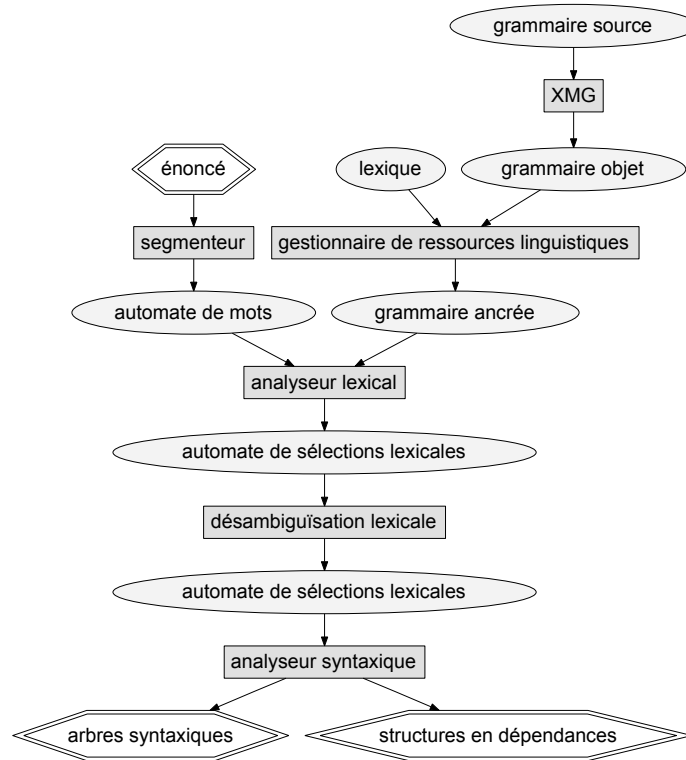 grammaire source
XMG
énoncé
lexique
grammaire objet
segmenteur
gestionnaire de ressources linguistiques
automate de mots
grammaire ancrée
analyseur lexical
automate de sélections lexicales
désambiguïsation lexicale
automate de sélections lexicales
analyseur syntaxique
arbres syntaxiques
structures en dépendances